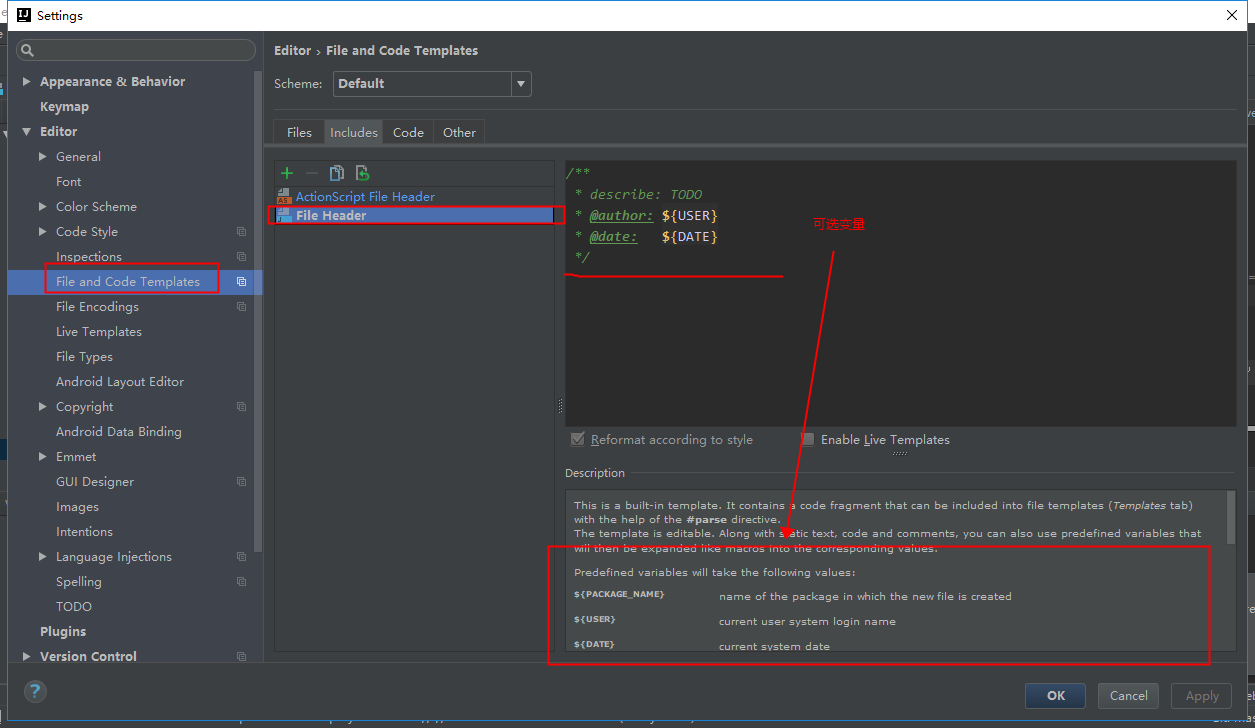 Settings
Editor › File and Code Templates
Scheme: Default
Files Includes Code Other
Appearance & Behavior
Keymap
Editor
General
Font
Color Scheme
Code Style
Inspections
File and Code Templates
File Encodings
Live Templates
File Types
Android Layout Editor
Copyright
Android Data Binding
Emmet
GUI Designer
Images
Intentions
Language Injections
Spelling
TODO
Plugins
Version Control
ActionScript File Header
File Header
/**
* describe: TODO
* @author: ${USER}
* @date: ${DATE}
*/
可选变量
Reformat according to style
Enable Live Templates
Description
This is a built-in template. It contains a code fragment that can be included into file templates (Templates tab)
with the help of the #parse directive.
The template is editable. Along with static text, code and comments, you can also use predefined variables that
will then be expanded like macros into the corresponding values.
Predefined variables will take the following values:
${PACKAGE_NAME} name of the package in which the new file is created
${USER} current user system login name
${DATE} current system date
?
OK Cancel Apply